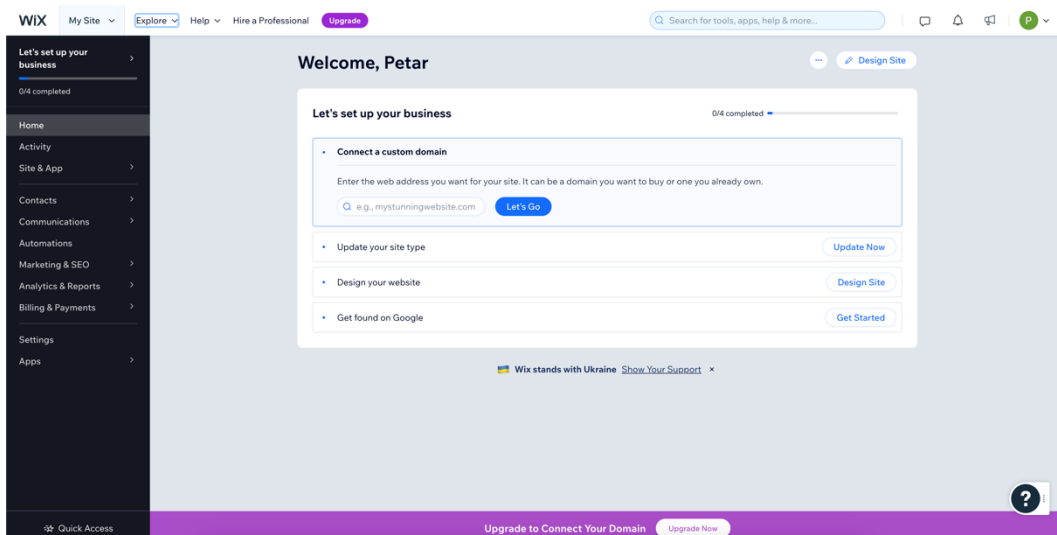 WiX My Site Explore Help Hire a Professional Upgrade Search for tools, apps, help & more... P
Let's set up your
business
0/4 completed
Home
Activity
Site & App
Contacts
Communications
Automations
Marketing & SEO
Analytics & Reports
Billing & Payments
Settings
Apps
Quick Access
Welcome, Petar
Design Site
Let's set up your business 0/4 completed
Connect a custom domain
Enter the web address you want for your site. It can be a domain you want to buy or one you already own.
e.g., mystunningwebsite.com Let's Go
Update your site type Update Now
Design your website Design Site
Get found on Google Get Started
Wix stands with Ukraine Show Your Support ×
?
Upgrade to Connect Your Domain Upgrade Now